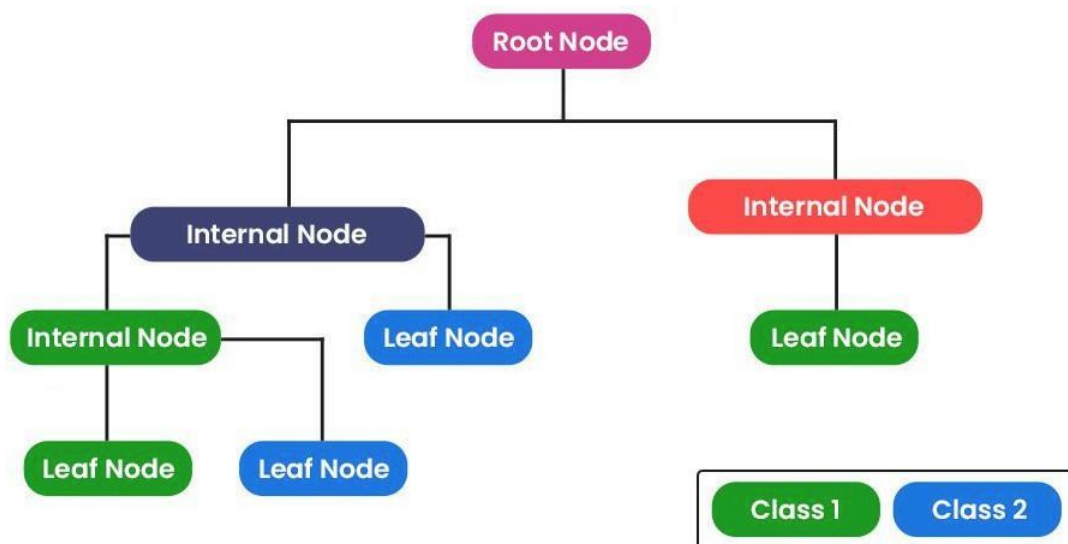 Root Node
Internal Node
Internal Node
Internal Node
Leaf Node
Leaf Node
Leaf Node
Leaf Node
Class 1
Class 2